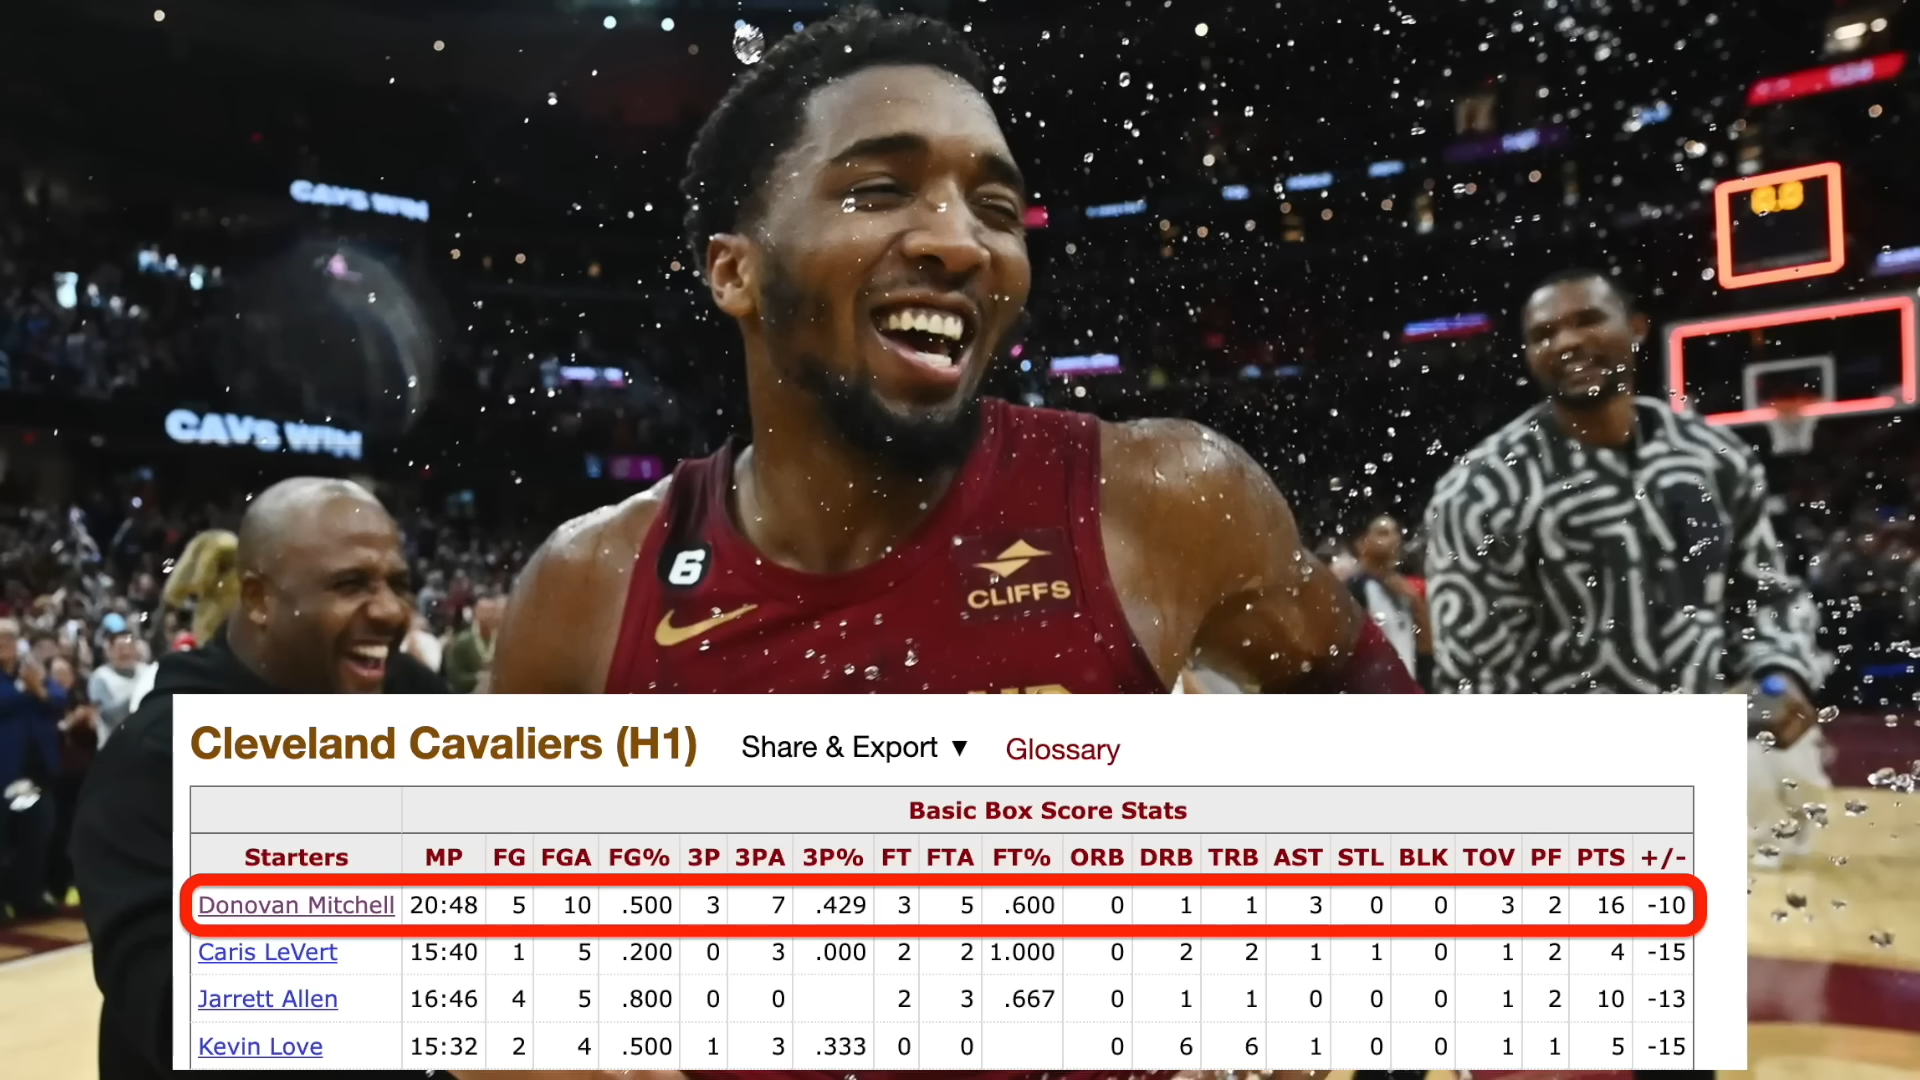 CAVS WIN
0.0
CAVS WIN
6
CLIFFS
Cleveland Cavaliers (H1) Share & Export ▼ Glossary
Basic Box Score Stats
Starters MP FG FGA FG% 3P 3PA 3P% FT FTA FT% ORB DRB TRB AST STL BLK TOV PF PTS +/-
Donovan Mitchell 20:48 5 10 .500 3 7 .429 3 5 .600 0 1 1 3 0 0 3 2 16 -10
Caris LeVert 15:40 1 5 .200 0 3 .000 2 2 1.000 0 2 2 1 1 0 1 2 4 -15
Jarrett Allen 16:46 4 5 .800 0 0 2 3 .667 0 1 1 0 0 0 1 2 10 -13
Kevin Love 15:32 2 4 .500 1 3 .333 0 0 0 6 6 1 0 0 1 1 5 -15